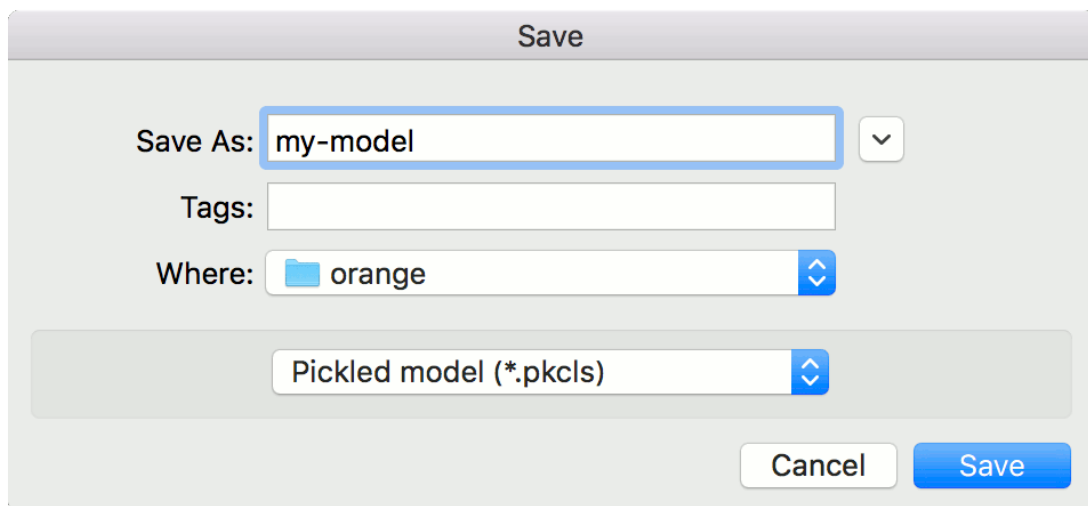 Save
Save As: my-model
Tags:
Where: orange
Pickled model (*.pkcls)
Cancel Save